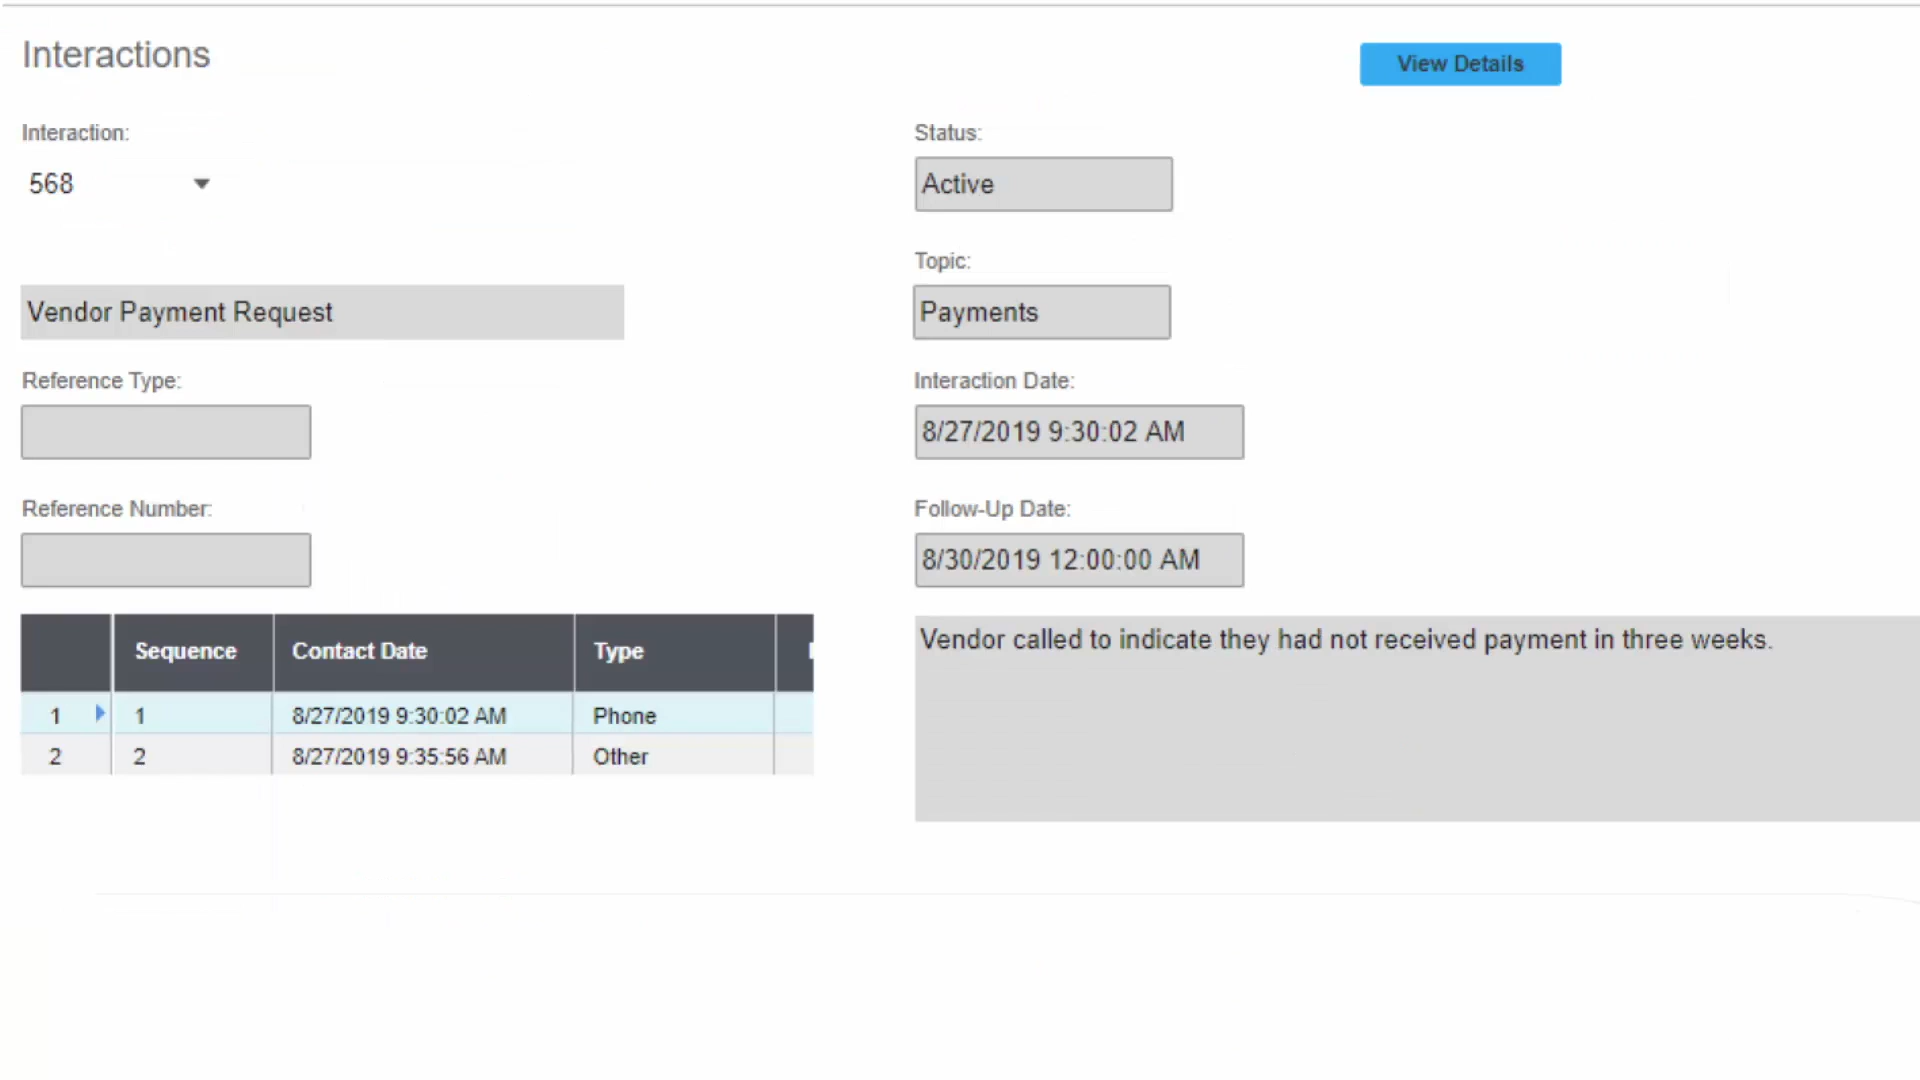 Interactions
View Details
Interaction:
568
Status:
Active
Topic:
Vendor Payment Request
Payments
Reference Type:
Interaction Date:
8/27/2019 9:30:02 AM
Reference Number:
Follow-Up Date:
8/30/2019 12:00:00 AM
Sequence Contact Date Type
1 1 8/27/2019 9:30:02 AM Phone
2 2 8/27/2019 9:35:56 AM Other
Vendor called to indicate they had not received payment in three weeks.